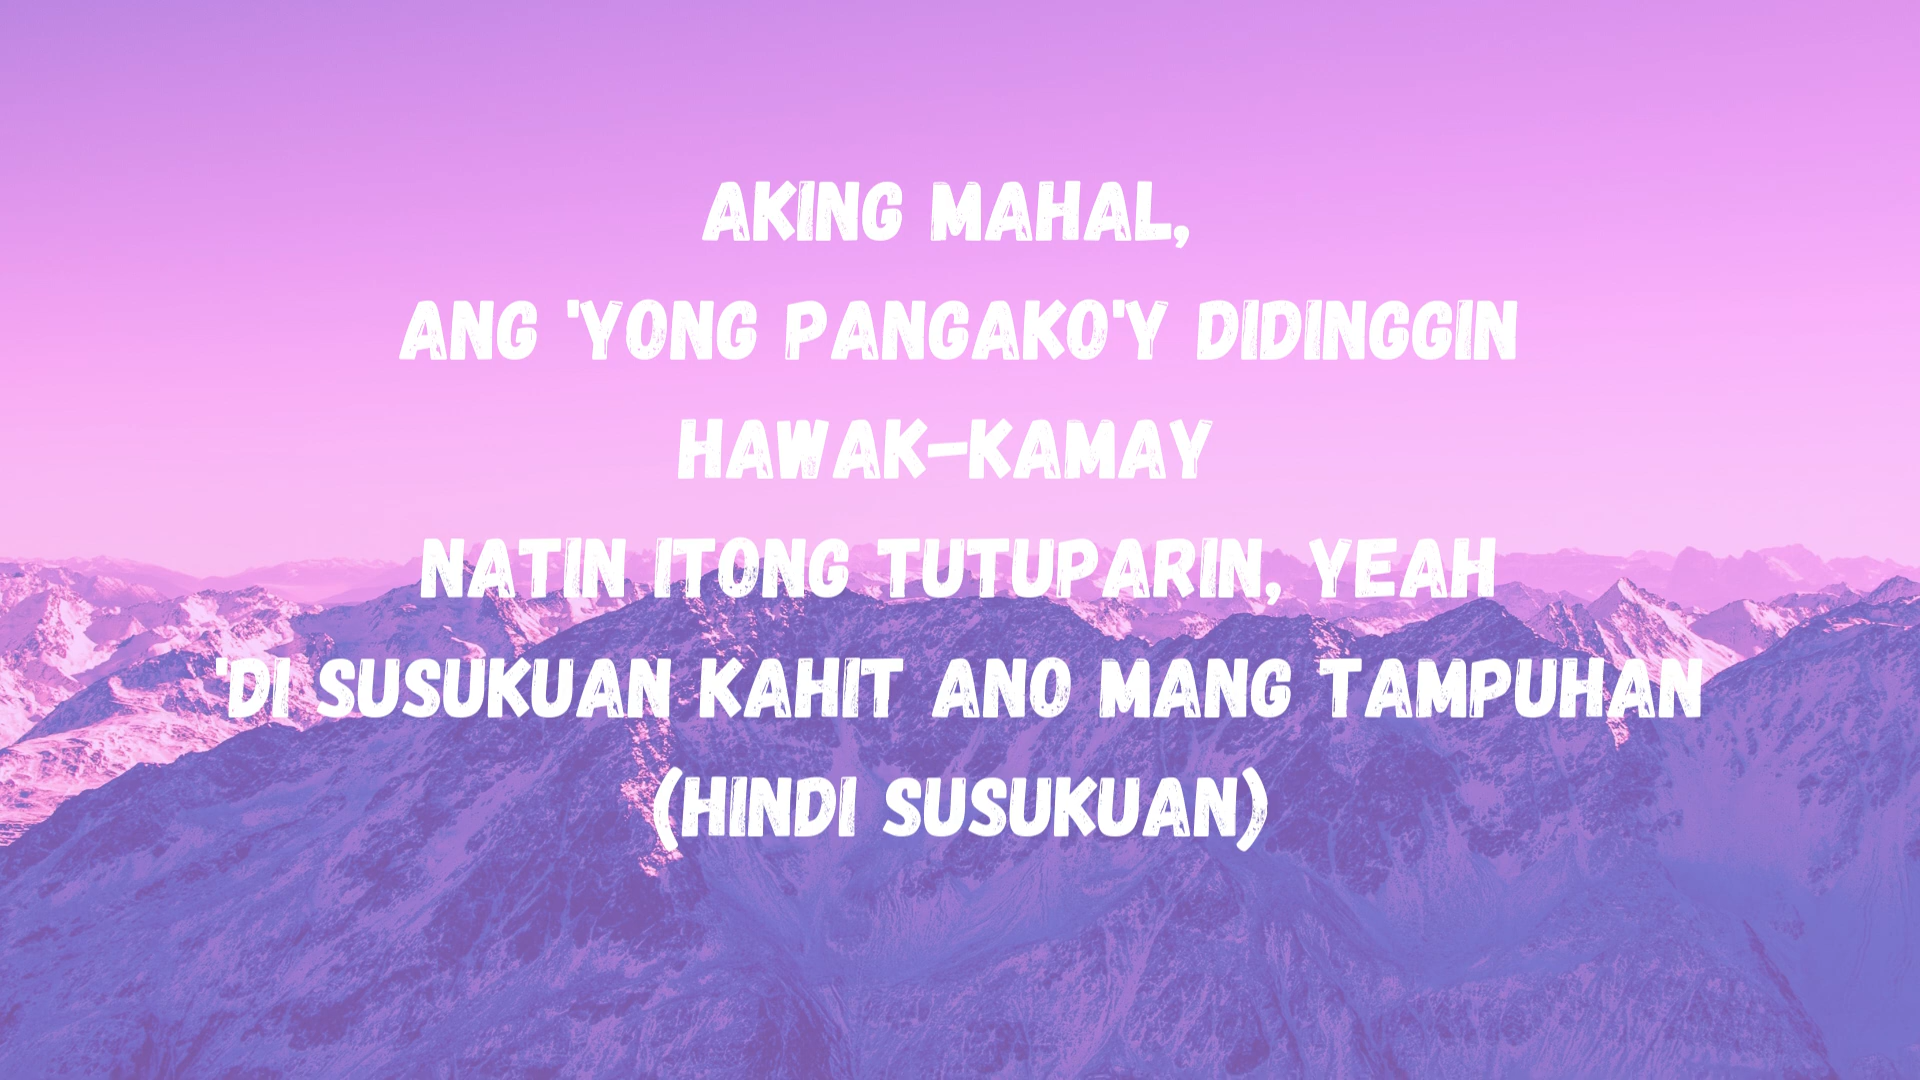 AKING MAHAL,
ANG 'YONG PANGAKO'Y DIDINGGIN
HAWAK-KAMAY
NATIN ITONG TUTUPARIN, YEAH
'DI SUSUKUAN KAHIT ANO MANG TAMPUHAN
(HINDI SUSUKUAN)